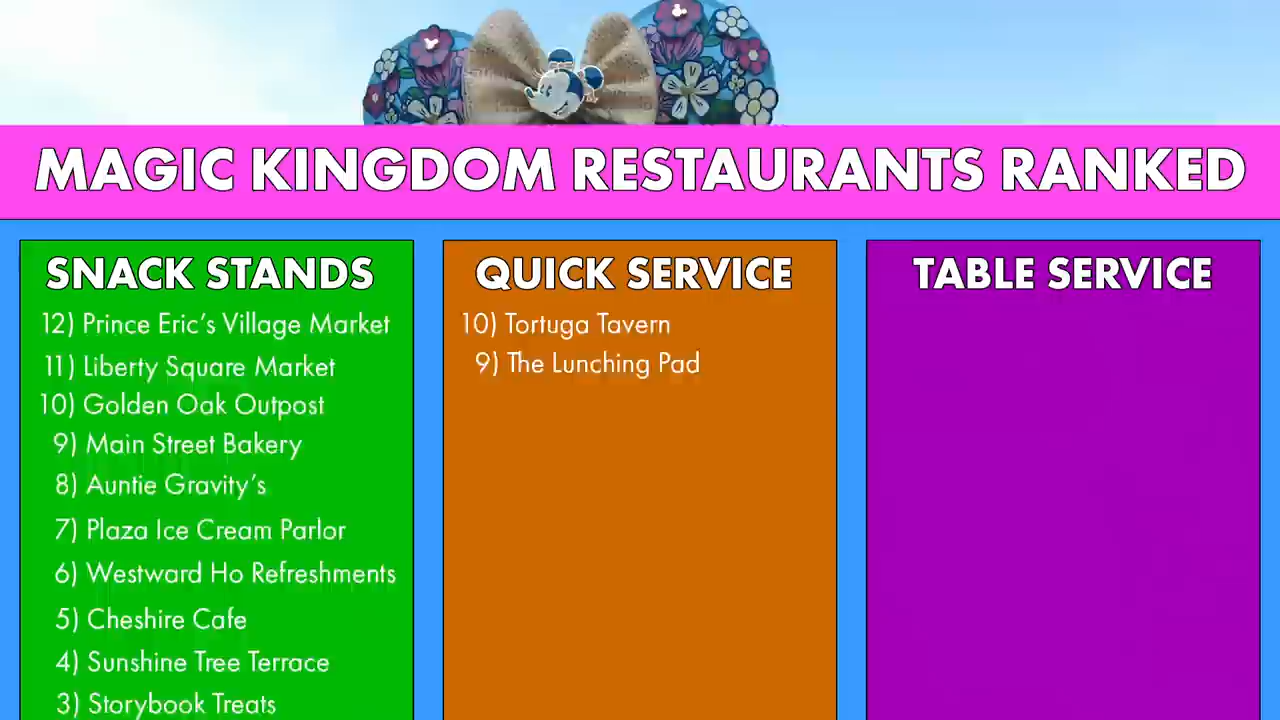 MAGIC KINGDOM RESTAURANTS RANKED
SNACK STANDS
12) Prince Eric's Village Market
11) Liberty Square Market
10) Golden Oak Outpost
9) Main Street Bakery
8) Auntie Gravity's
7) Plaza Ice Cream Parlor
6) Westward Ho Refreshments
5) Cheshire Cafe
4) Sunshine Tree Terrace
3) Storybook Treats
QUICK SERVICE
10) Tortuga Tavern
9) The Lunching Pad
TABLE SERVICE